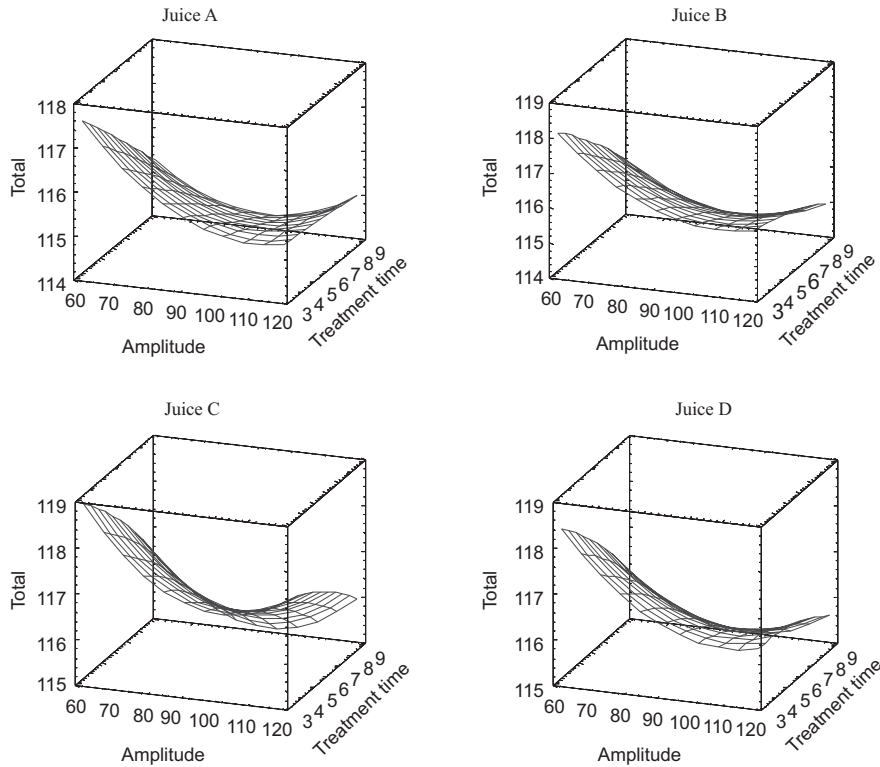 Juice A
118
117
116
115
114
Total
60 70 80 90 100 110 120
Amplitude
3 4 5 6 7 8 9
Treatment time
Juice B
119
118
117
116
115
114
Total
60 70 80 90 100 110 120
Amplitude
3 4 5 6 7 8 9
Treatment time
Juice C
119
118
117
116
115
Total
60 70 80 90 100 110 120
Amplitude
3 4 5 6 7 8 9
Treatment time
Juice D
119
118
117
116
115
Total
60 70 80 90 100 110 120
Amplitude
3 4 5 6 7 8 9
Treatment time